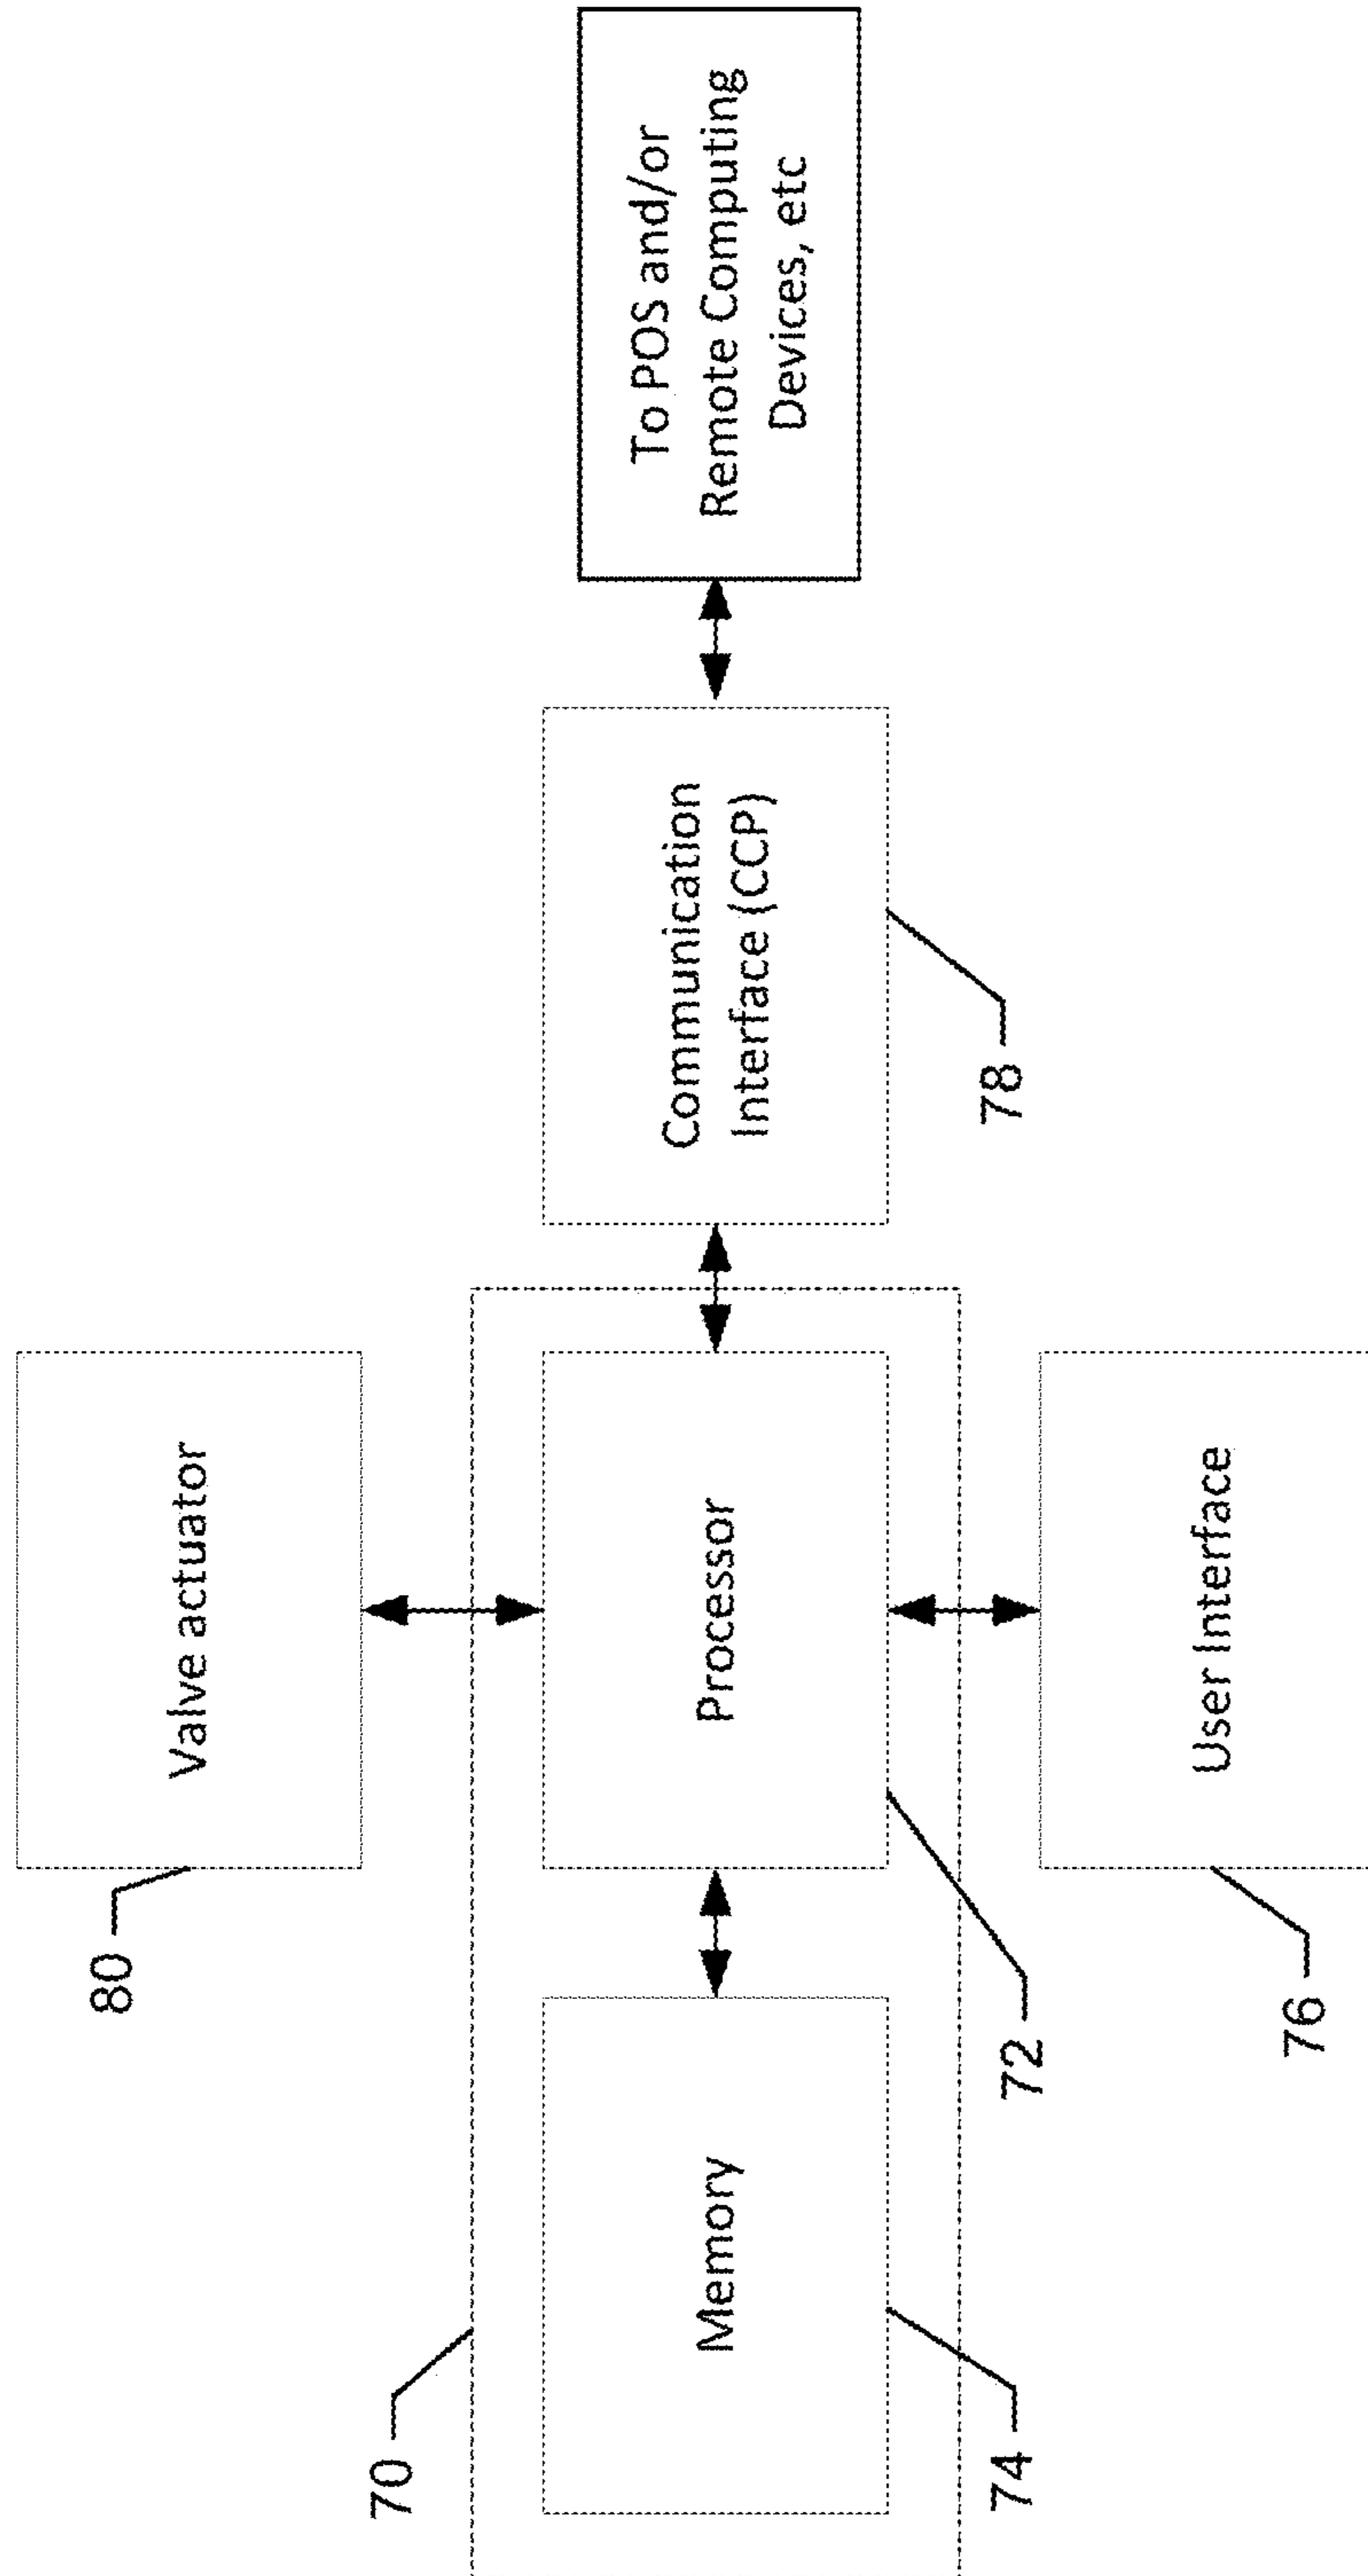 80
Valve actuator
70
Memory
74
Processor
72
Communication
Interface (CCP)
78
To POS and/or
Remote Computing
Devices, etc
76
User Interface